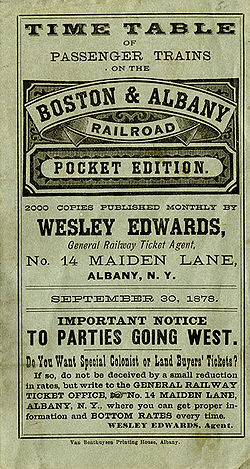 TIME TABLE
OF
PASSENGER TRAINS
ON THE
BOSTON & ALBANY
RAILROAD
POCKET EDITION.
2000 COPIES PUBLISHED MONTHLY BY
WESLEY EDWARDS,
General Railway Ticket Agent,
No. 14 MAIDEN LANE,
ALBANY, N. Y.
SEPTEMBER 30, 1878.
IMPORTANT NOTICE
TO PARTIES GOING WEST.
Do You Want Special Colonist or Land Buyers' Tickets?
If so, do not be deceived by a small reduction
in rates, but write to the GENERAL RAILWAY
TICKET OFFICE, No. 14 MAIDEN LANE,
ALBANY, N. Y., where you can get proper in-
formation and BOTTOM RATES every time.
WESLEY EDWARDS, Agent.
Van Benthuysen Printing House, Albany.